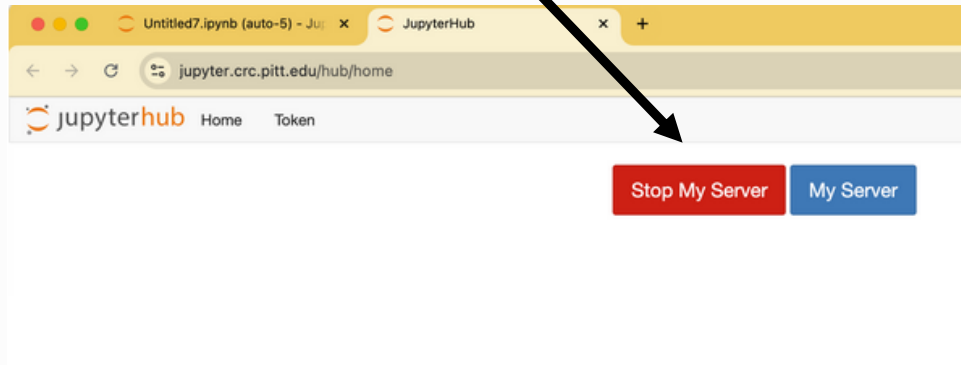 Untitled7.ipynb (auto-5) - Ju
JupyterHub
jupyter.crc.pitt.edu/hub/home
jupyterhub Home Token
Stop My Server My Server